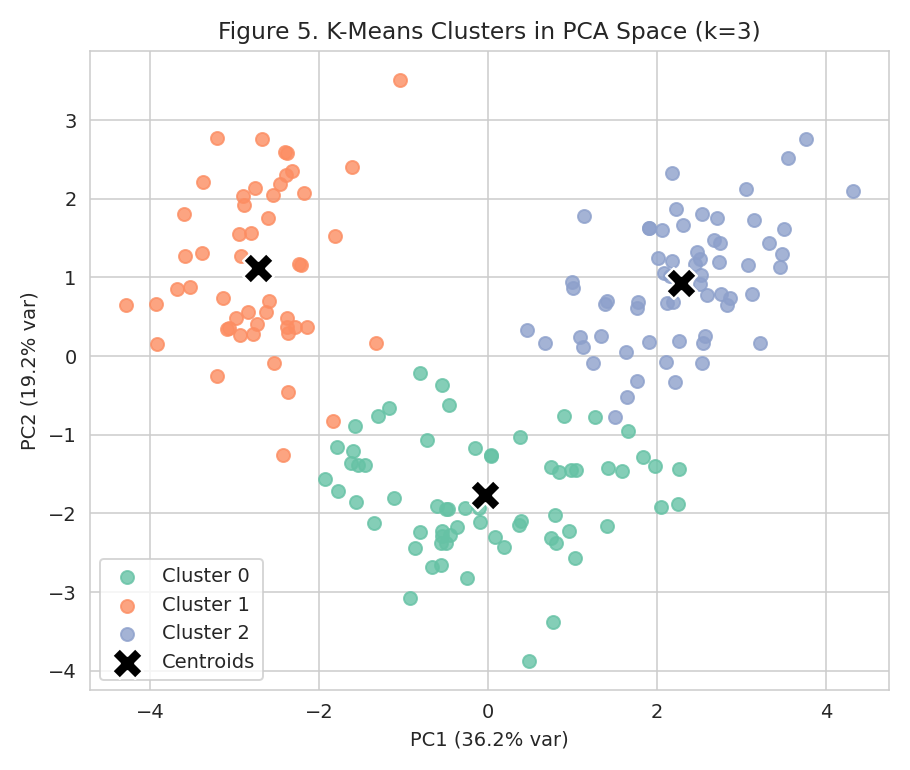 Figure 5. K-Means Clusters in PCA Space (k=3)
PC2 (19.2% var)
3
2
1
0
−1
−2
−3
−4
Cluster 0
Cluster 1
Cluster 2
Centroids
−4 −2 0 2 4
PC1 (36.2% var)